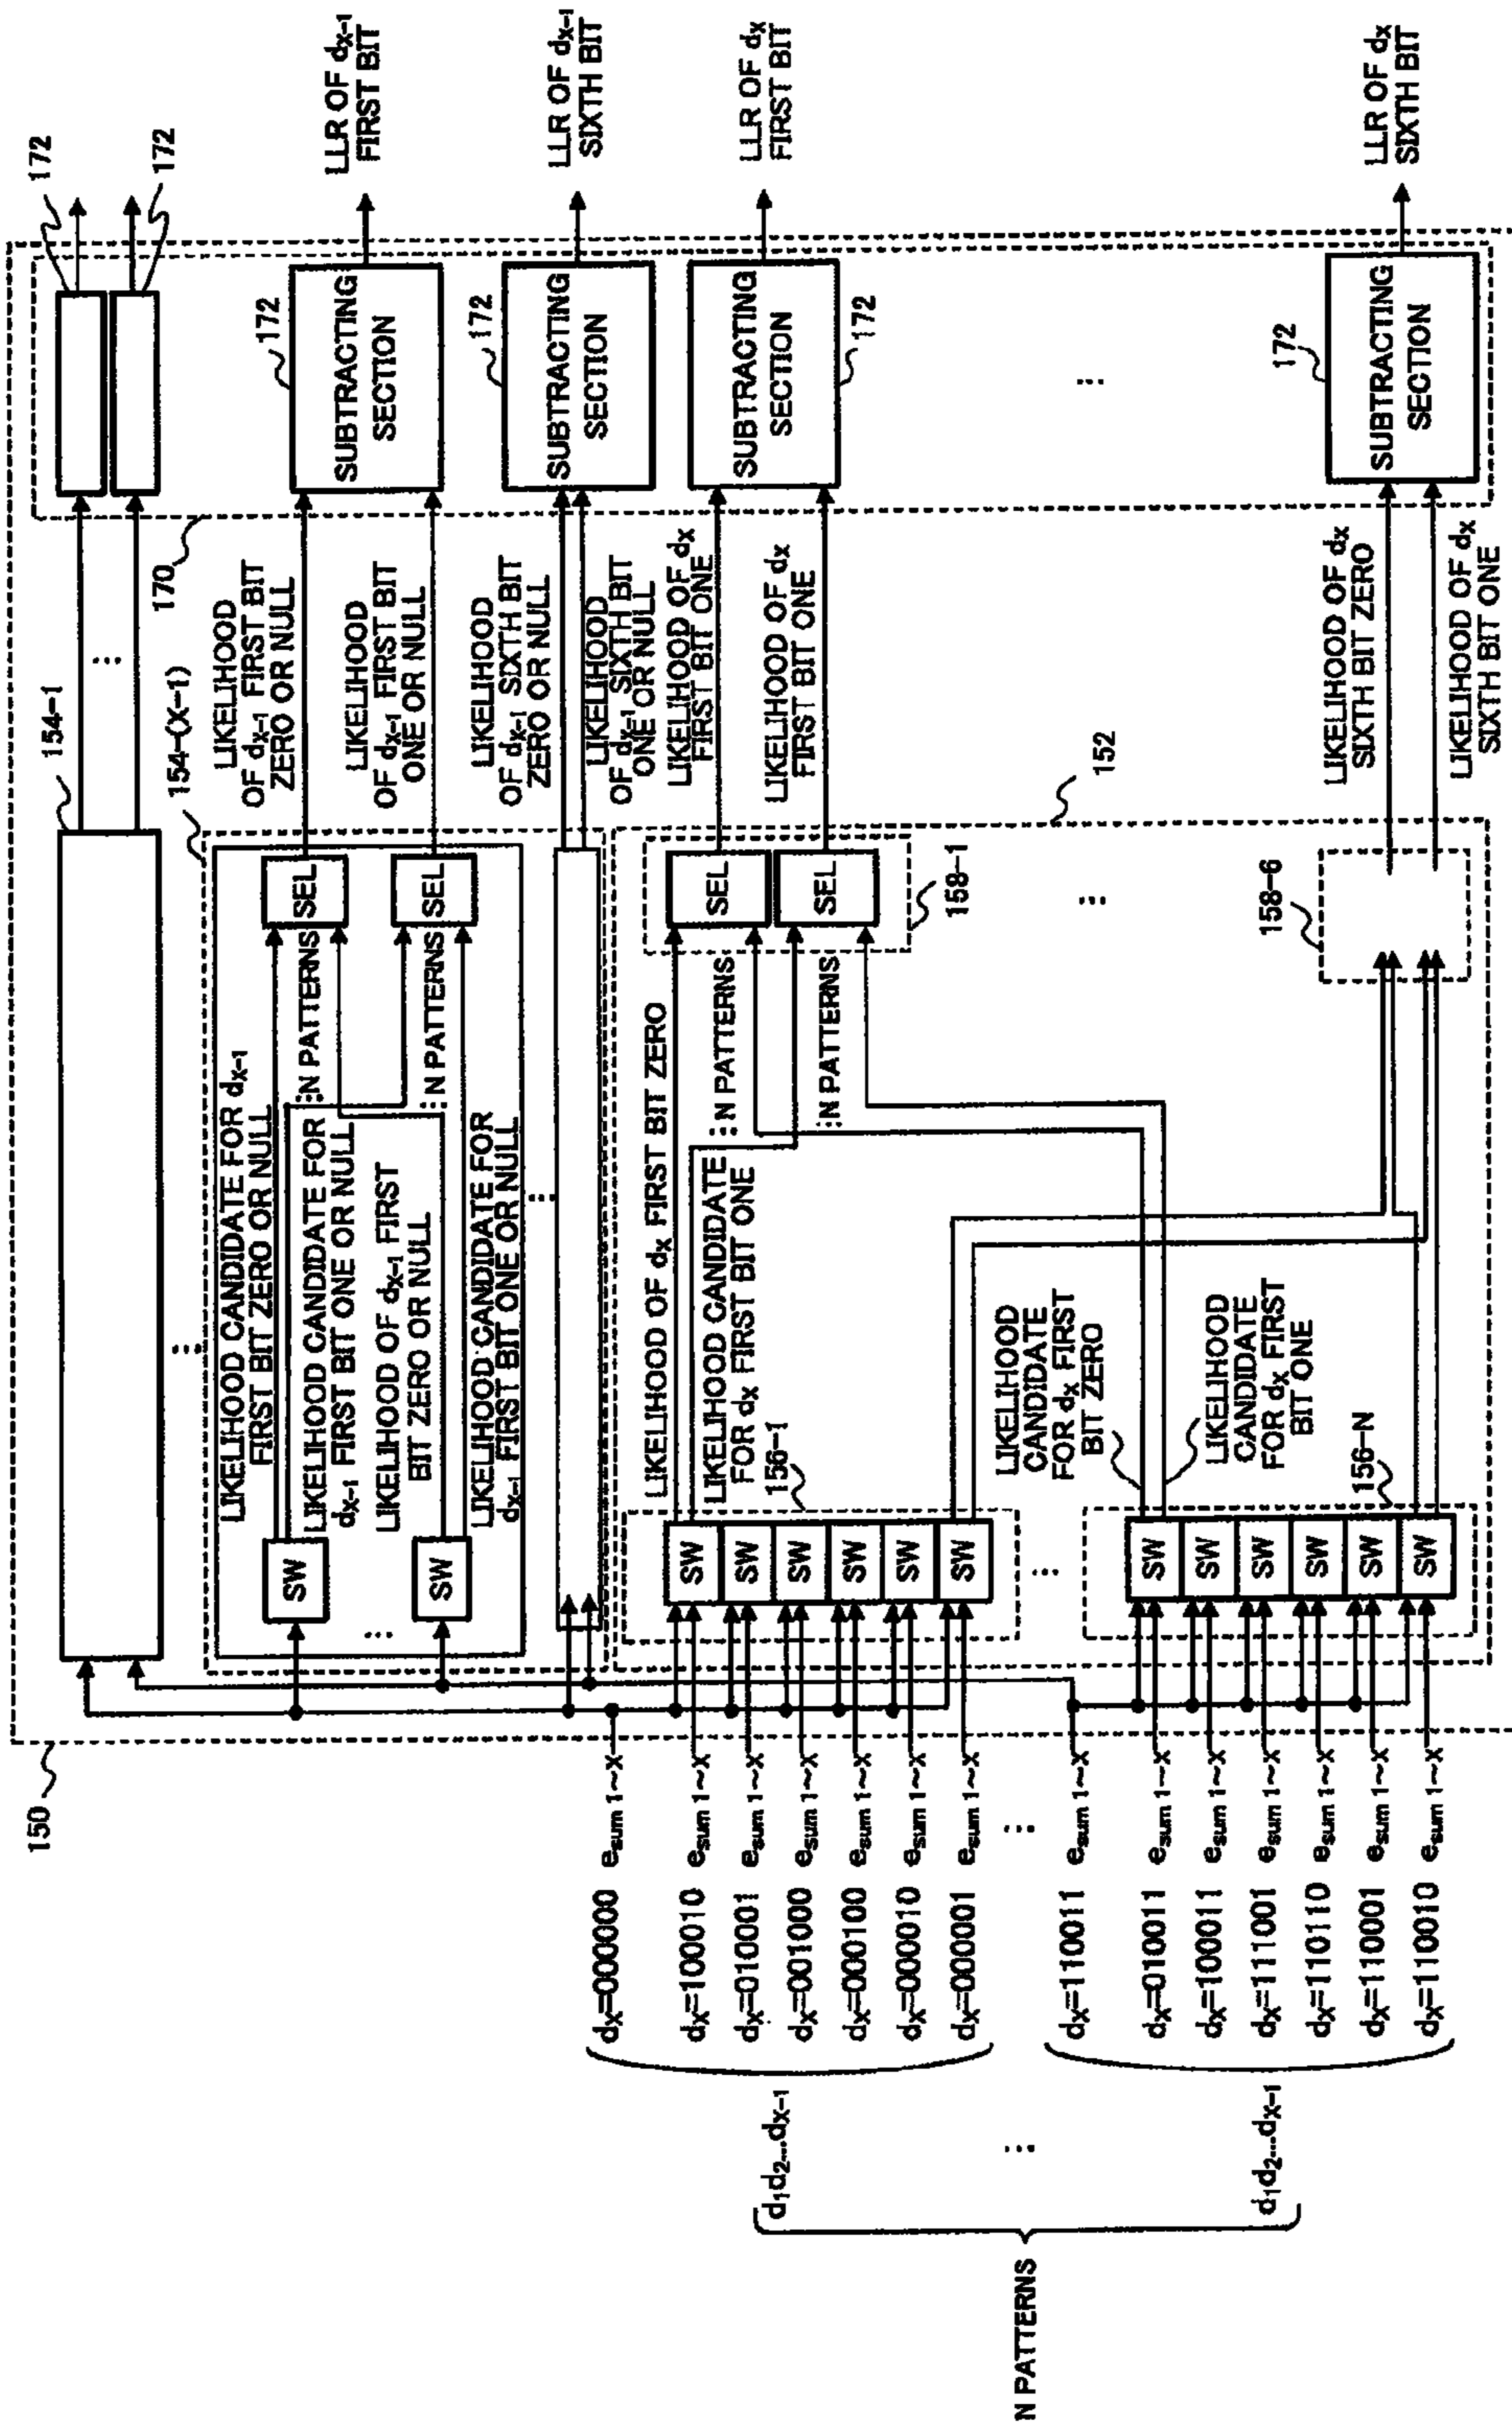 150
154-1
172
172
170
154-(X-1)
LIKELIHOOD CANDIDATE FOR dX-1
FIRST BIT ZERO OR NULL
LIKELIHOOD CANDIDATE FOR
dX-1 FIRST BIT ONE OR NULL
LIKELIHOOD OF dX-1 FIRST
BIT ZERO OR NULL
LIKELIHOOD CANDIDATE FOR
dX-1 FIRST BIT ONE OR NULL
SW
SW
N PATTERNS
N PATTERNS
SEL
SEL
LIKELIHOOD
OF dX-1 FIRST BIT
ZERO OR NULL
LIKELIHOOD
OF dX-1 FIRST BIT
ONE OR NULL
LIKELIHOOD
OF dX-1 SIXTH BIT
ZERO OR NULL
LIKELIHOOD
OF dX-1 SIXTH BIT
ONE OR NULL
172
SUBTRACTING
SECTION
LLR OF dX-1
FIRST BIT
172
SUBTRACTING
SECTION
LLR OF dX-1
SIXTH BIT
LIKELIHOOD OF dX
FIRST BIT ONE
LIKELIHOOD OF dX
FIRST BIT ONE
SUBTRACTING
SECTION
172
LLR OF dX
FIRST BIT
152
LIKELIHOOD OF dX FIRST BIT ZERO
LIKELIHOOD CANDIDATE
FOR dX FIRST BIT ONE
156-1
N PATTERNS
N PATTERNS
SEL
SEL
158-1
SW
SW
SW
SW
SW
SW
LIKELIHOOD
CANDIDATE
FOR dX FIRST
BIT ZERO
LIKELIHOOD
CANDIDATE
FOR dX FIRST
BIT ONE
156-N
SW
SW
SW
SW
SW
SW
158-6
LIKELIHOOD OF dX
SIXTH BIT ZERO
LIKELIHOOD OF dX
SIXTH BIT ONE
172
SUBTRACTING
SECTION
LLR OF dX
SIXTH BIT
dX=000000 esum 1~X
dX=100010 esum 1~X
dX=010001 esum 1~X
dX=001000 esum 1~X
dX=000100 esum 1~X
dX=000010 esum 1~X
dX=000001 esum 1~X
dX=110011 esum 1~X
dX=010011 esum 1~X
dX=100011 esum 1~X
dX=111001 esum 1~X
dX=110110 esum 1~X
dX=110001 esum 1~X
dX=110010 esum 1~X
d1d2...dX-1
d1d2...dX-1
N PATTERNS